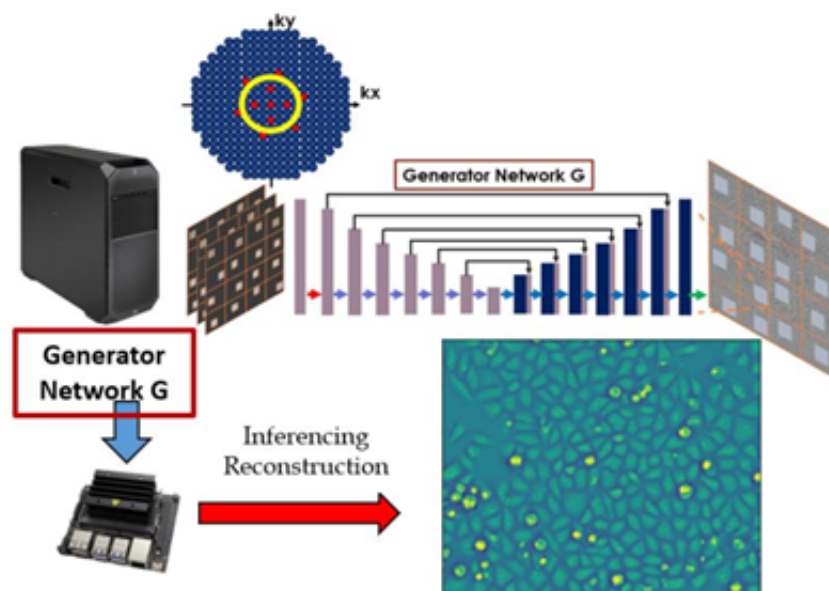 ky
kx
Generator Network G
Generator
Network G
Inferencing
Reconstruction